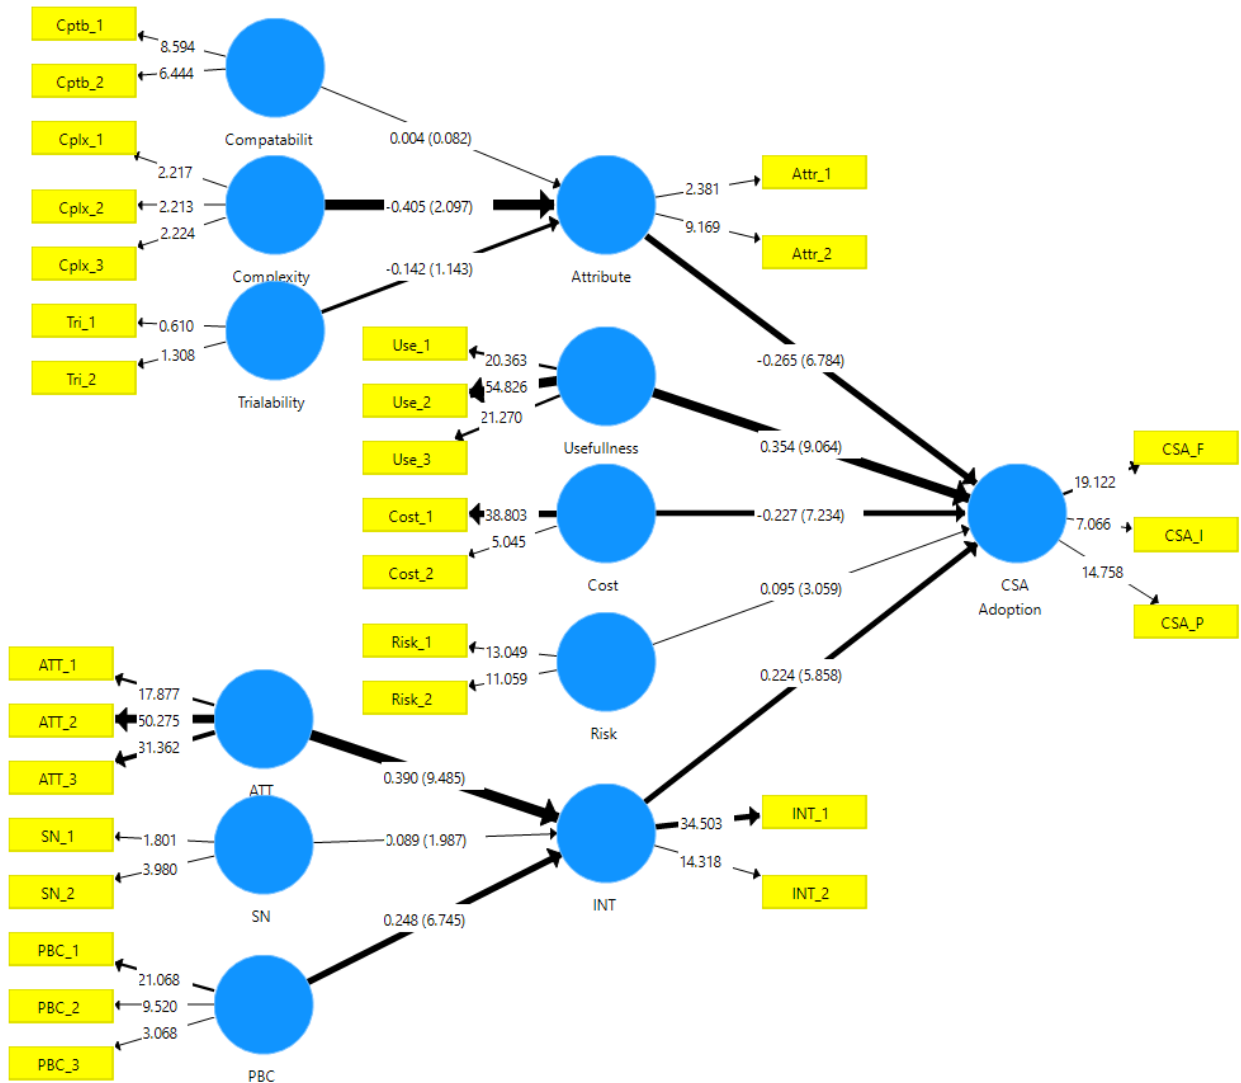 Cptb_1
8.594
6.444
Cptb_2
Compatabilit
0.004 (0.082)
Cplx_1
2.217
Cplx_2
2.213
2.224
Cplx_3
Complexity
-0.405 (2.097)
-0.142 (1.143)
Attribute
2.381
Attr_1
9.169
Attr_2
Tri_1
0.610
1.308
Tri_2
Trialability
-0.265 (6.784)
Use_1
20.363
Use_2
54.826
21.270
Use_3
Usefullness
0.354 (9.064)
Cost_1
38.803
5.045
Cost_2
Cost
-0.227 (7.234)
CSA
Adoption
19.122
CSA_F
7.066
CSA_I
14.758
CSA_P
Risk_1
13.049
11.059
Risk_2
Risk
0.095 (3.059)
0.224 (5.858)
ATT_1
17.877
ATT_2
50.275
31.362
ATT_3
ATT
0.390 (9.485)
SN_1
1.801
3.980
SN_2
SN
0.089 (1.987)
INT
34.503
INT_1
14.318
INT_2
0.248 (6.745)
PBC_1
21.068
PBC_2
9.520
3.068
PBC_3
PBC